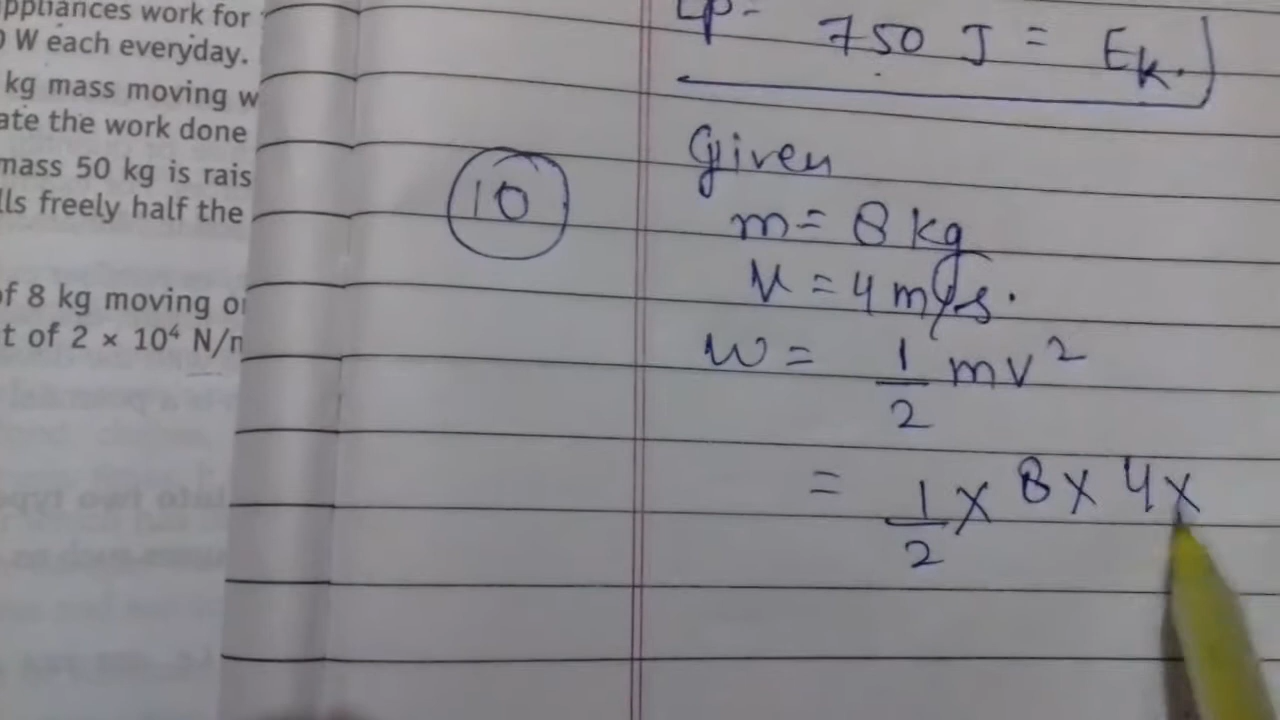 appliances work for
W each everyday.
kg mass moving w
ate the work done
mass 50 kg is rais
lls freely half the
of 8 kg moving o
t of 2 × 10⁴ N/m
750 J = Ek.
10
Given
m = 8 kg
u = 4 m/s.
W = 1/2 mv²
= 1/2 x 8 x 4 x